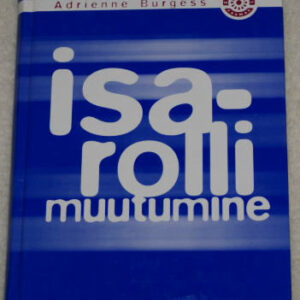 Adrienne Burgess
isa-
rolli
muutumine